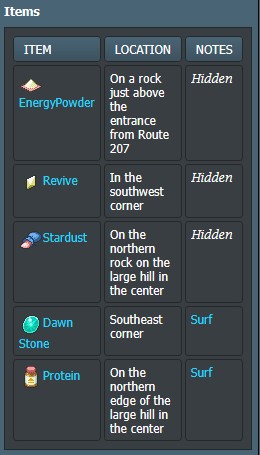 Items
ITEM LOCATION NOTES
EnergyPowder
On a rock
just above
the
entrance
from Route
207
Hidden
Revive
In the
southwest
corner
Hidden
Stardust
On the
northern
rock on the
large hill in
the center
Hidden
Dawn
Stone
Southeast
corner
Surf
Protein
On the
northern
edge of the
large hill in
the center
Surf